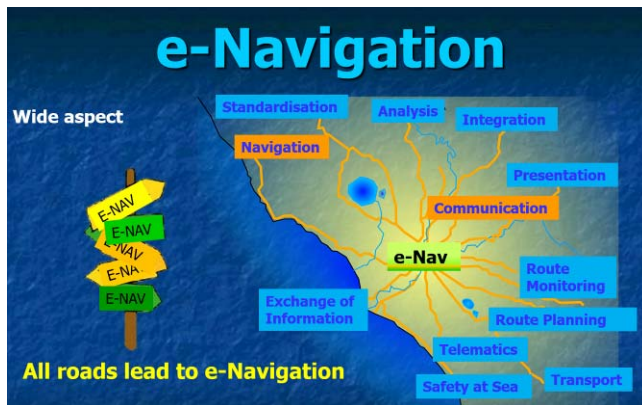 e-Navigation
Wide aspect
Standardisation
Analysis
Integration
Navigation
Presentation
Communication
e-Nav
Route
Monitoring
Exchange of
Information
Route Planning
Telematics
Safety at Sea
Transport
E-NAV
E-NAV
E-NAV
E-NAV
All roads lead to e-Navigation